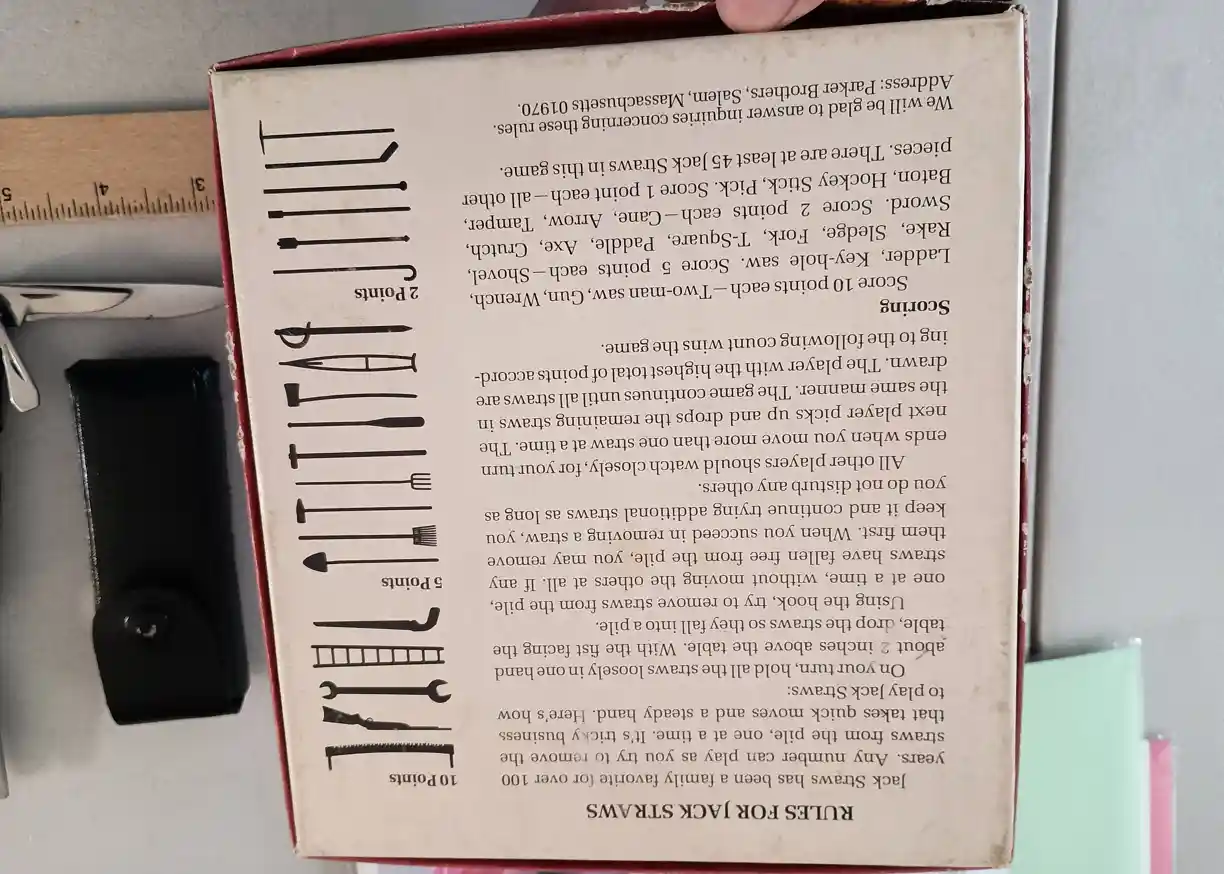 RULES FOR JACK STRAWS
Jack Straws has been a family favorite for over 100
years. Any number can play as you try to remove the
straws from the pile, one at a time. It's tricky business
that takes quick moves and a steady hand. Here's how
to play Jack Straws:
On your turn, hold all the straws loosely in one hand
about 2 inches above the table. With the fist facing the
table, drop the straws so they fall into a pile.
Using the hook, try to remove straws from the pile,
one at a time, without moving the others at all. If any
straws have fallen free from the pile, you may remove
them first. When you succeed in removing a straw, you
keep it and continue trying additional straws as long as
you do not disturb any others.
All other players should watch closely, for your turn
ends when you move more than one straw at a time. The
next player picks up and drops the remaining straws in
the same manner. The game continues until all straws are
drawn. The player with the highest total of points accord-
ing to the following count wins the game.
Scoring
Score 10 points each—Two-man saw, Gun, Wrench,
Ladder, Key-hole saw. Score 5 points each—Shovel,
Rake, Sledge, Fork, T-Square, Paddle, Axe, Crutch,
Sword. Score 2 points each—Cane, Arrow, Tamper,
Baton, Hockey Stick, Pick. Score 1 point each—all other
pieces. There are at least 45 Jack Straws in this game.
We will be glad to answer inquiries concerning these rules.
Address: Parker Brothers, Salem, Massachusetts 01970.
10 Points
5 Points
2 Points
3 4 5